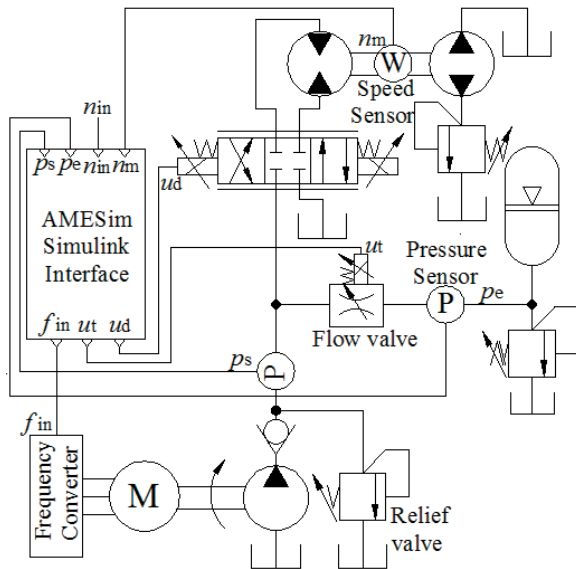 nm
W
Speed
Sensor
nin
ps pe nin nm
AMESim
Simulink
Interface
fin ut ud
ud
ut
Pressure
Sensor
P
pe
Flow valve
ps
P
fin
Frequency
Converter
M
Relief
valve